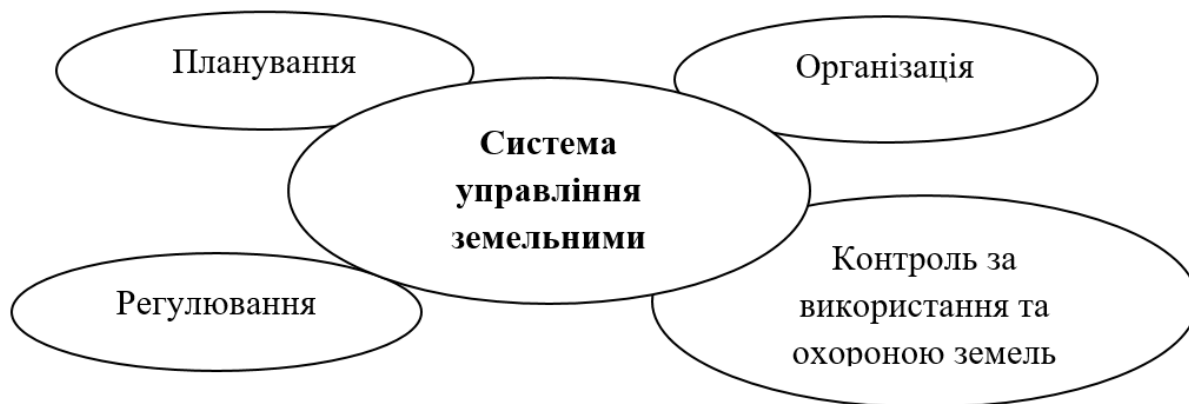 Планування
Організація
Система
управління
земельними
Регулювання
Контроль за
використання та
охороною земель